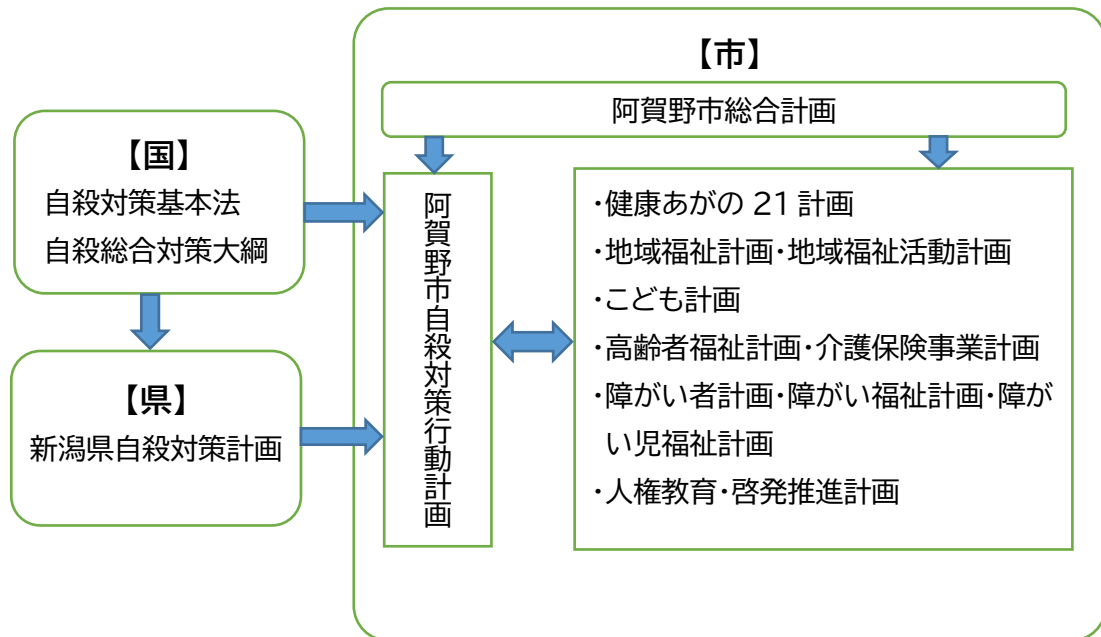 【国】
自殺対策基本法
自殺総合対策大綱
【県】
新潟県自殺対策計画
【市】
阿賀野市総合計画
阿賀野市自殺対策行動計画
・健康あがの 21 計画
・地域福祉計画・地域福祉活動計画
・こども計画
・高齢者福祉計画・介護保険事業計画
・障がい者計画・障がい福祉計画・障が
い児福祉計画
・人権教育・啓発推進計画